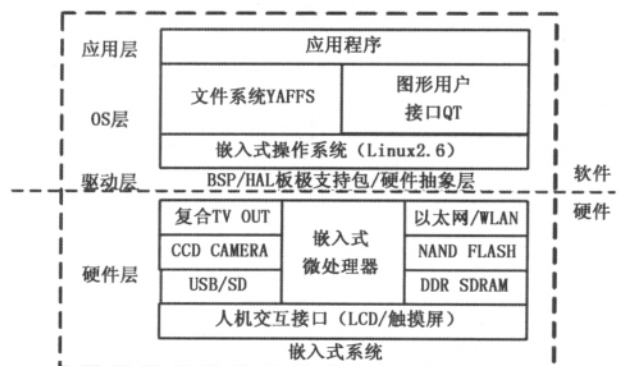 应用层
应用程序
文件系统YAFFS
图形用户
接口QT
OS层
嵌入式操作系统（Linux2.6）
驱动层
BSP/HAL板极支持包/硬件抽象层
软件
硬件
复合TV OUT
嵌入式
微处理器
以太网/WLAN
CCD CAMERA
NAND FLASH
硬件层
USB/SD
DDR SDRAM
人机交互接口（LCD/触摸屏）
嵌入式系统